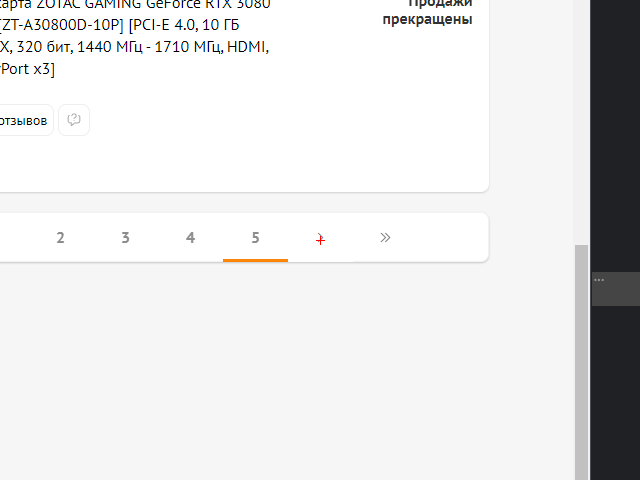 карта ZOTAC GAMING GeForce RTX 3080
[ZT-A30800D-10P] [PCI-E 4.0, 10 ГБ
X, 320 бит, 1440 МГц - 1710 МГц, HDMI,
Port x3]
Продажи
прекращены
отзывов
2 3 4 5 »